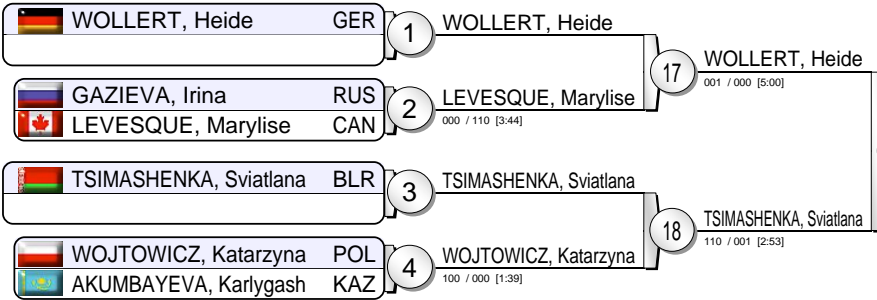 WOLLERT, Heide GER
1
WOLLERT, Heide
17
WOLLERT, Heide
001 / 000 [5:00]
GAZIEVA, Irina RUS
LEVESQUE, Marylise CAN
2
LEVESQUE, Marylise
000 / 110 [3:44]
TSIMASHENKA, Sviatlana BLR
3
TSIMASHENKA, Sviatlana
18
TSIMASHENKA, Sviatlana
110 / 001 [2:53]
WOJTOWICZ, Katarzyna POL
AKUMBAYEVA, Karlygash KAZ
4
WOJTOWICZ, Katarzyna
100 / 000 [1:39]